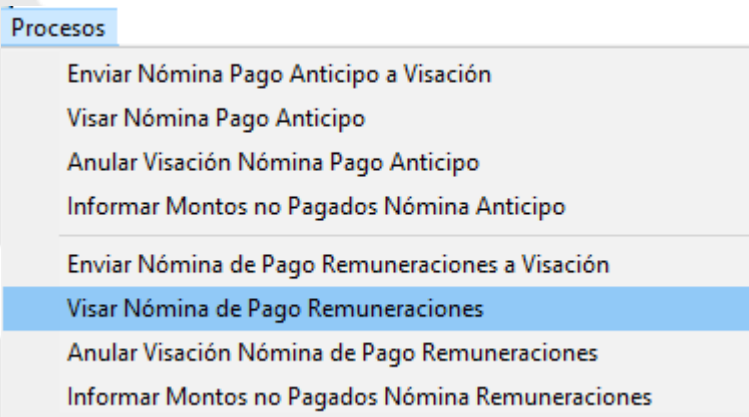 Procesos
Enviar Nómina Pago Anticipo a Visación
Visar Nómina Pago Anticipo
Anular Visación Nómina Pago Anticipo
Informar Montos no Pagados Nómina Anticipo
Enviar Nómina de Pago Remuneraciones a Visación
Visar Nómina de Pago Remuneraciones
Anular Visación Nómina de Pago Remuneraciones
Informar Montos no Pagados Nómina Remuneraciones